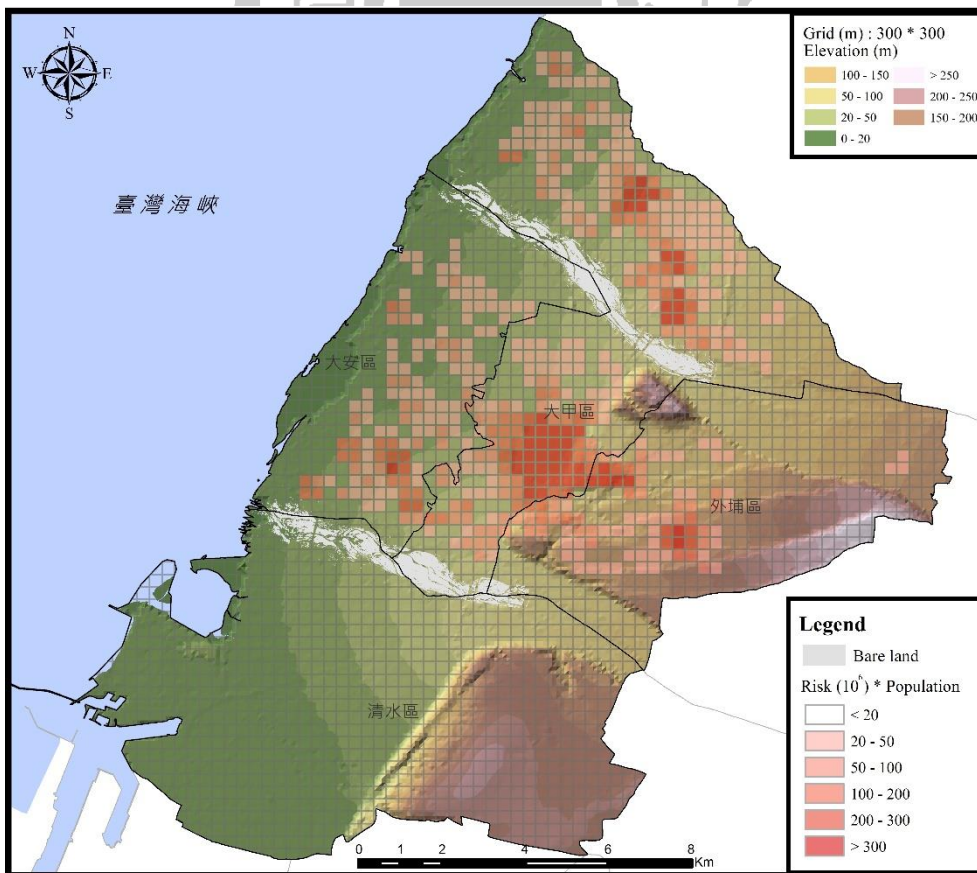 N
W E
S
臺灣海峽
Grid (m) : 300 * 300
Elevation (m)
100 - 150
> 250
50 - 100
200 - 250
20 - 50
150 - 200
0 - 20
大安區
大甲區
外埔區
清水區
Legend
Bare land
Risk (10⁶) * Population
< 20
20 - 50
50 - 100
100 - 200
200 - 300
> 300
0 1 2 4 6 8
Km